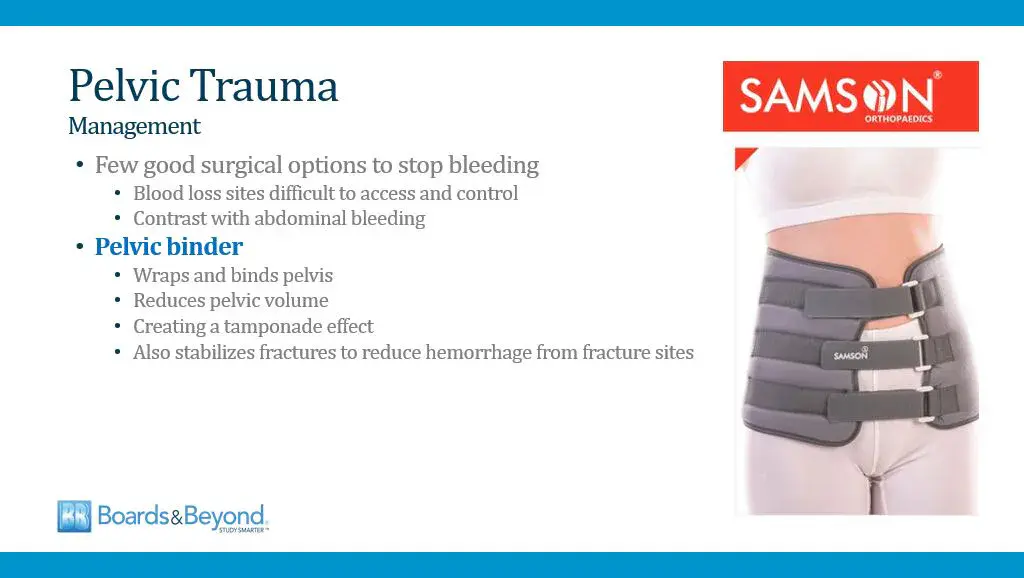 Pelvic Trauma
Management
• Few good surgical options to stop bleeding
• Blood loss sites difficult to access and control
• Contrast with abdominal bleeding
• Pelvic binder
• Wraps and binds pelvis
• Reduces pelvic volume
• Creating a tamponade effect
• Also stabilizes fractures to reduce hemorrhage from fracture sites
SAMSON®
ORTHOPAEDICS
SAMSON
BB Boards&Beyond®
STUDY SMARTER™